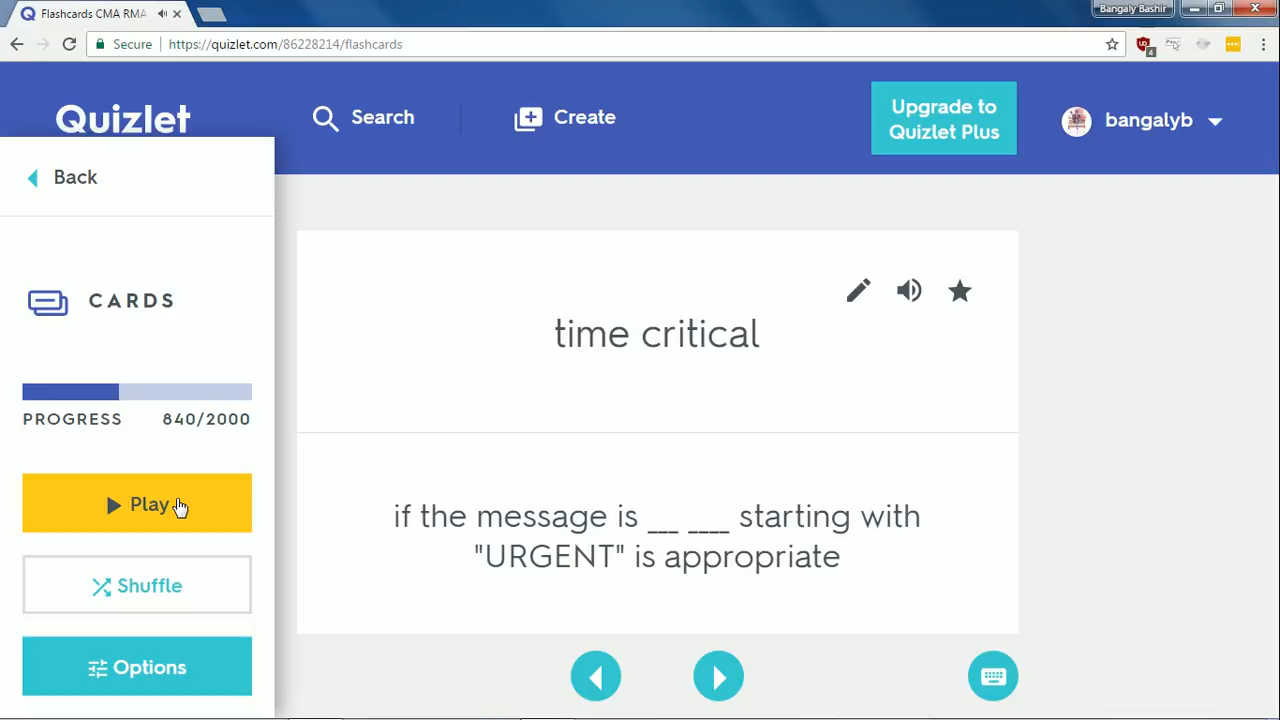 Flashcards CMA RMA
Bangaly Bashir
Secure
https://quizlet.com/86228214/flashcards
4
Quizlet
Search
Create
Upgrade to
Quizlet Plus
bangalyb
Back
CARDS
PROGRESS 840/2000
Play
Shuffle
Options
time critical
if the message is ___ ____ starting with
"URGENT" is appropriate